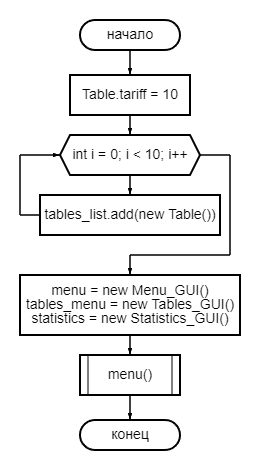 начало
Table.tariff = 10
int i = 0; i < 10; i++
tables_list.add(new Table())
menu = new Menu_GUI()
tables_menu = new Tables_GUI()
statistics = new Statistics_GUI()
menu()
конец